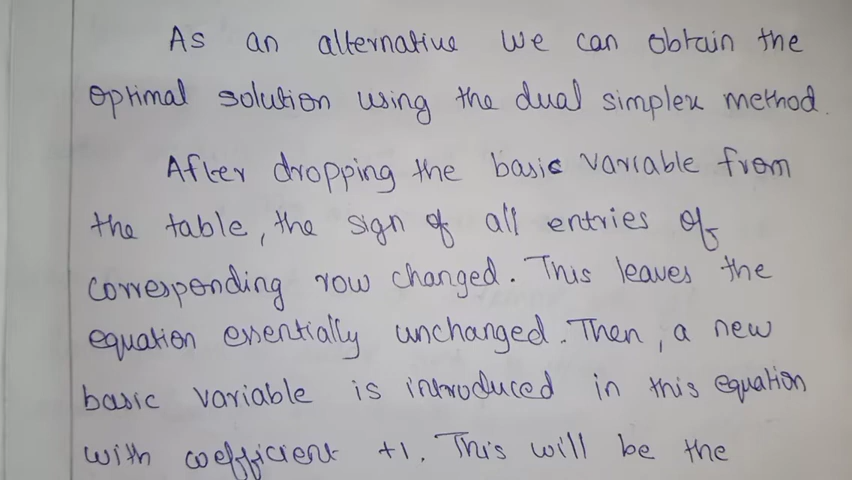 As an alternative we can obtain the
optimal solution using the dual simplex method.
After dropping the basic variable from
the table, the sign of all entries of
corresponding row changed. This leaves the
equation essentially unchanged. Then, a new
basic variable is introduced in this equation
with coefficient +1. This will be the